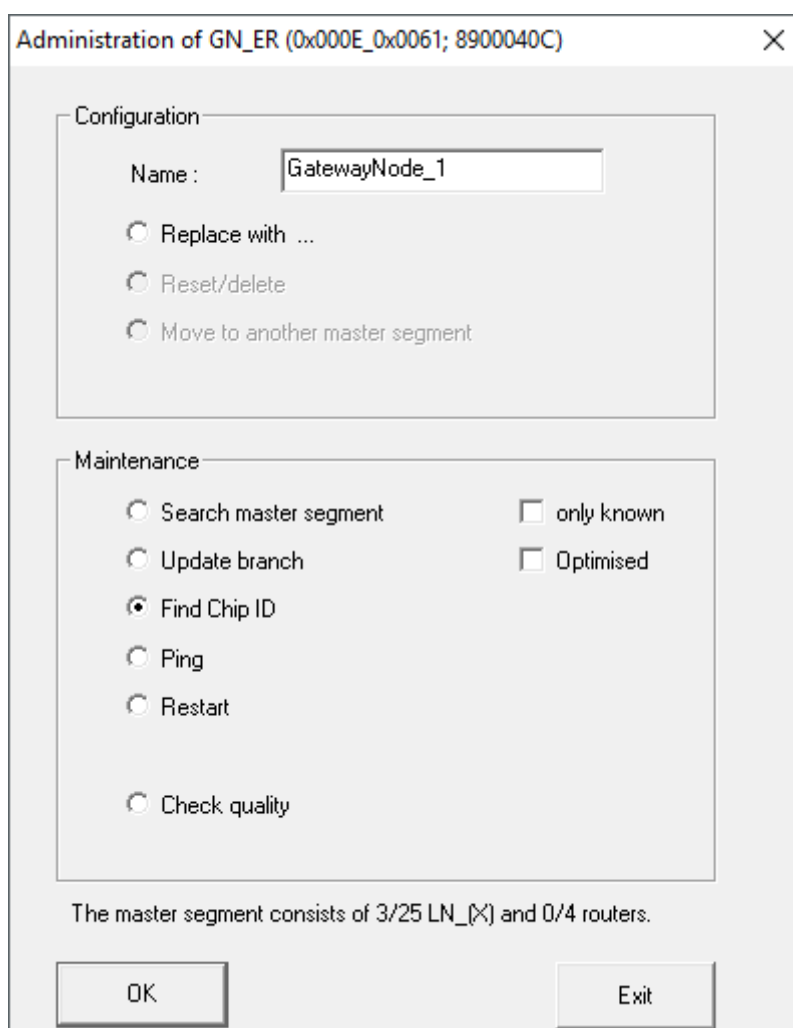 Administration of GN_ER (0x000E_0x0061; 8900040C)
Configuration
Name :
GatewayNode_1
Replace with ...
Reset/delete
Move to another master segment
Maintenance
Search master segment
only known
Update branch
Optimised
Find Chip ID
Ping
Restart
Check quality
The master segment consists of 3/25 LN_(X) and 0/4 routers.
OK
Exit